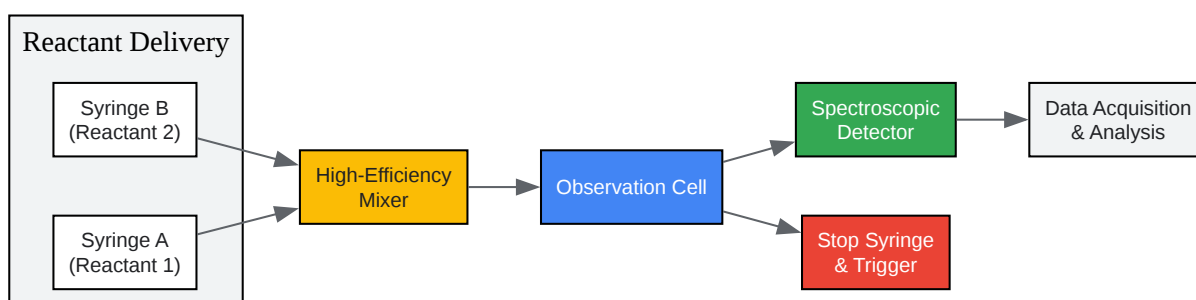 Reactant Delivery
Syringe B
(Reactant 2)
Syringe A
(Reactant 1)
High-Efficiency
Mixer
Observation Cell
Spectroscopic
Detector
Stop Syringe
& Trigger
Data Acquisition
& Analysis